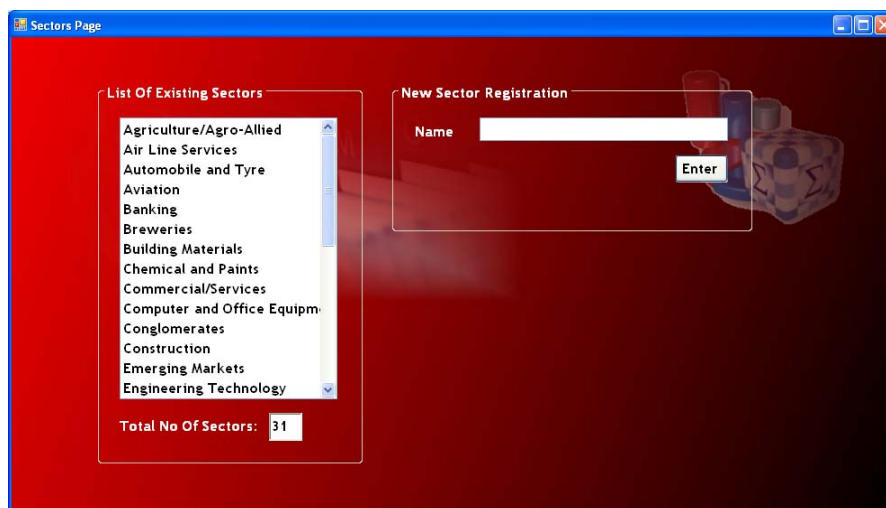 Sectors Page
List Of Existing Sectors
Agriculture/Agro-Allied
Air Line Services
Automobile and Tyre
Aviation
Banking
Breweries
Building Materials
Chemical and Paints
Commercial/Services
Computer and Office Equipm
Conglomerates
Construction
Emerging Markets
Engineering Technology
Total No Of Sectors: 31
New Sector Registration
Name
Enter
Σ Σ